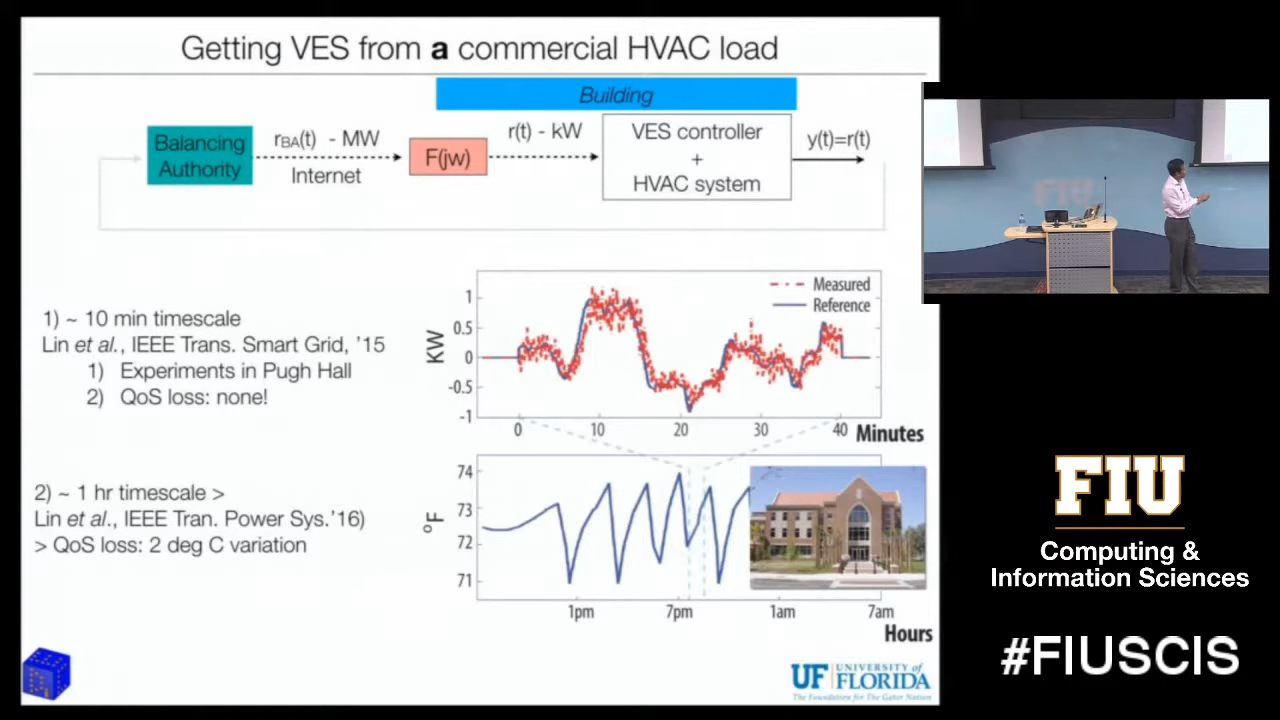 Getting VES from a commercial HVAC load
Building
Balancing
Authority
rBA(t) - MW
Internet
F(jw)
r(t) - kW
VES controller
+
HVAC system
y(t)=r(t)
1) ~ 10 min timescale
Lin et al., IEEE Trans. Smart Grid, '15
1) Experiments in Pugh Hall
2) QoS loss: none!
KW
1
0.5
0
-0.5
-1
Measured
Reference
0 10 20 30 40 Minutes
2) ~ 1 hr timescale >
Lin et al., IEEE Tran. Power Sys.'16)
> QoS loss: 2 deg C variation
°F
74
73
72
71
1pm 7pm 1am 7am
Hours
UF UNIVERSITY of
FLORIDA
The Foundation for The Gator Nation
FIU
FIU
Computing &
Information Sciences
#FIUSCIS